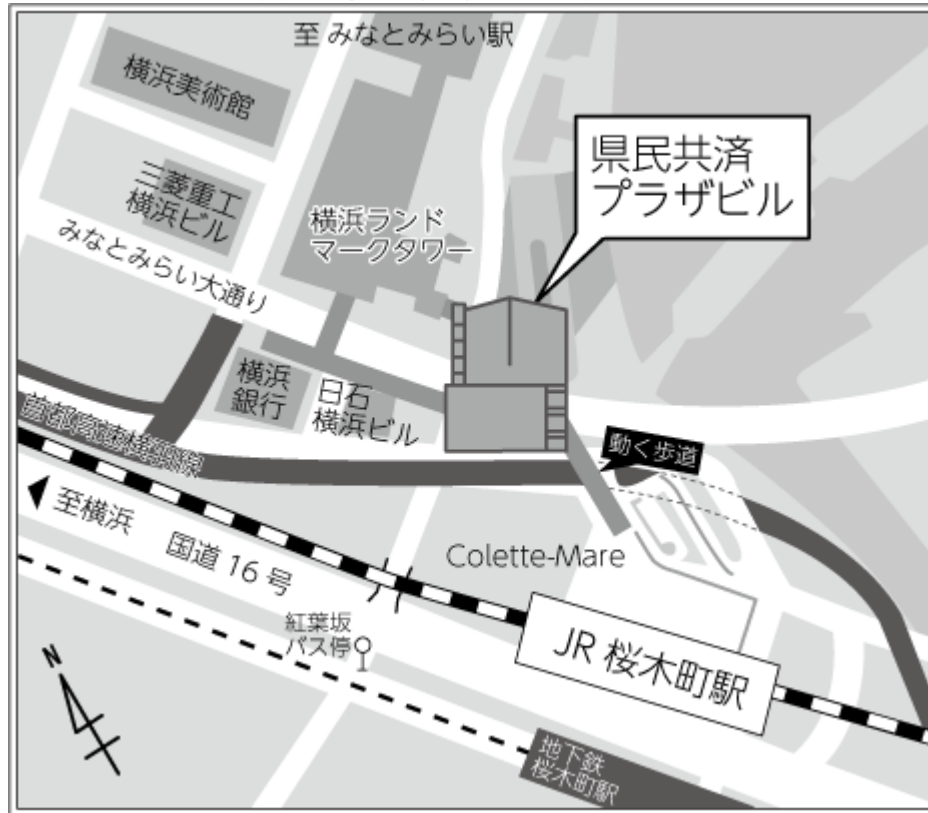 至 みなとみらい駅
横浜美術館
県民共済
プラザビル
三菱重工
横浜ビル
横浜ランド
マークタワー
みなとみらい大通り
横浜
銀行
日石
横浜ビル
動く歩道
至横浜
国道 16 号
Colette-Mare
紅葉坂
バス停
JR 桜木町駅
N
地下鉄
桜木町駅